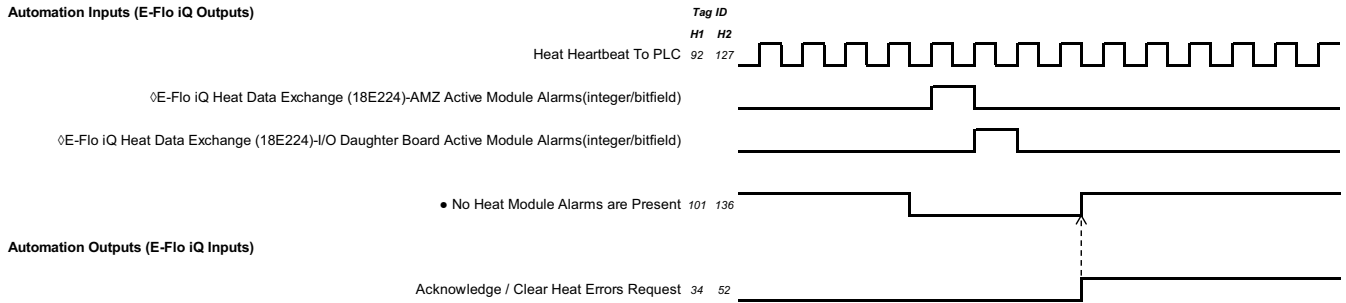 Automation Inputs (E-Flo iQ Outputs) Tag ID
H1 H2
Heat Heartbeat To PLC 92 127
◊E-Flo iQ Heat Data Exchange (18E224)-AMZ Active Module Alarms(integer/bitfield)
◊E-Flo iQ Heat Data Exchange (18E224)-I/O Daughter Board Active Module Alarms(integer/bitfield)
● No Heat Module Alarms are Present 101 136
Automation Outputs (E-Flo iQ Inputs)
Acknowledge / Clear Heat Errors Request 34 52